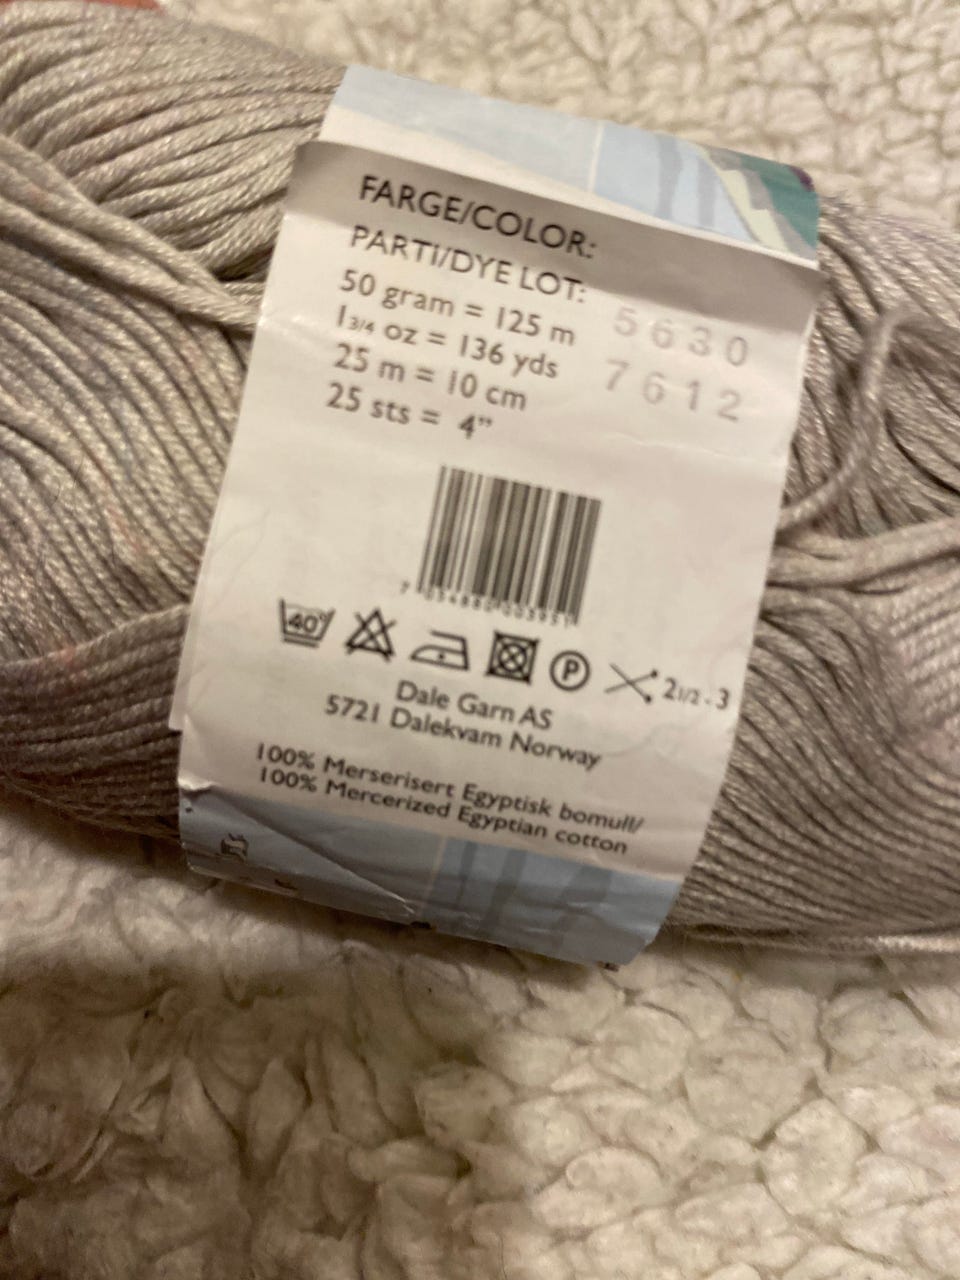 FARGE/COLOR:
PARTI/DYE LOT:
50 gram = 125 m
5630
1 3/4 oz = 136 yds
7612
25 m = 10 cm
25 sts = 4"
40°
P
2 1/2 - 3
Dale Garn AS
5721 Dalekvam Norway
100% Merserisert Egyptisk bomull/
100% Mercerized Egyptian cotton